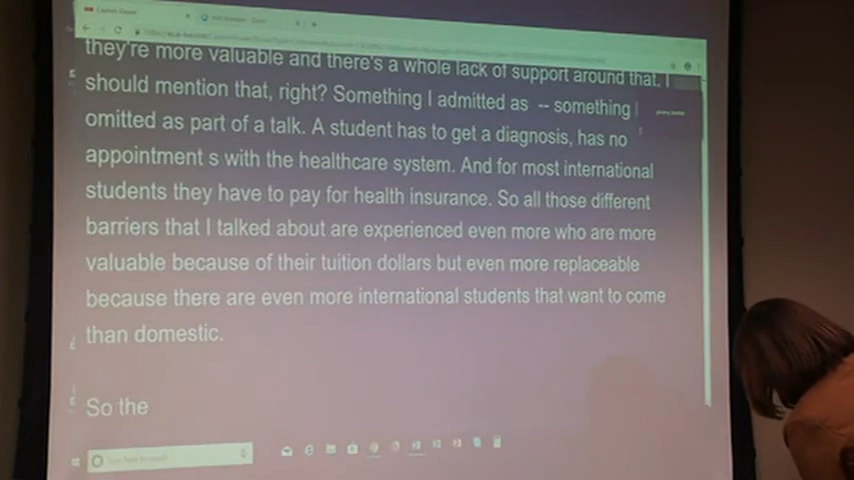 they're more valuable and there's a whole lack of support around that. I
should mention that, right? Something I admitted as -- something I
omitted as part of a talk. A student has to get a diagnosis, has no
appointment s with the healthcare system. And for most international
students they have to pay for health insurance. So all those different
barriers that I talked about are experienced even more who are more
valuable because of their tuition dollars but even more replaceable
because there are even more international students that want to come
than domestic.
So the